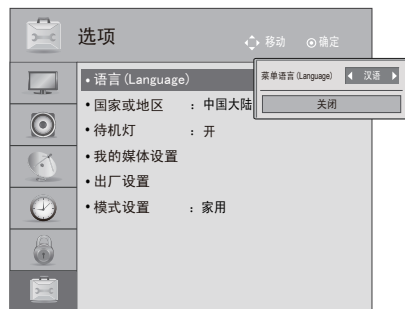 选项
移动 确定
• 语言 (Language)
• 国家或地区 : 中国大陆
• 待机灯 : 开
• 我的媒体设置
• 出厂设置
• 模式设置 : 家用
菜单语言 (Language) ◀ 汉语 ▶
关闭